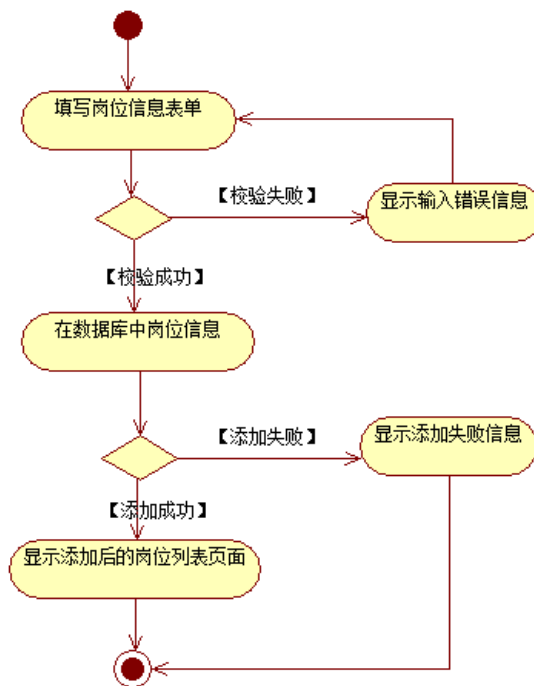 填写岗位信息表单
【校验失败】
显示输入错误信息
【校验成功】
在数据库中岗位信息
【添加失败】
显示添加失败信息
【添加成功】
显示添加后的岗位列表页面